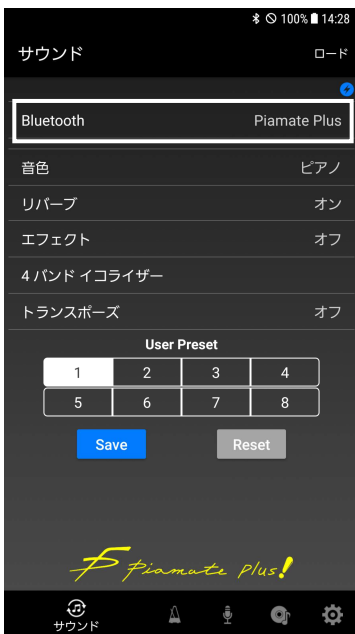 100% 14:28
サウンド ロード
Bluetooth Piamate Plus
音色 ピアノ
リバーブ オン
エフェクト オフ
4 バンド イコライザー
トランスポーズ オフ
User Preset
1 2 3 4
5 6 7 8
Save Reset
Piamate Plus!
サウンド